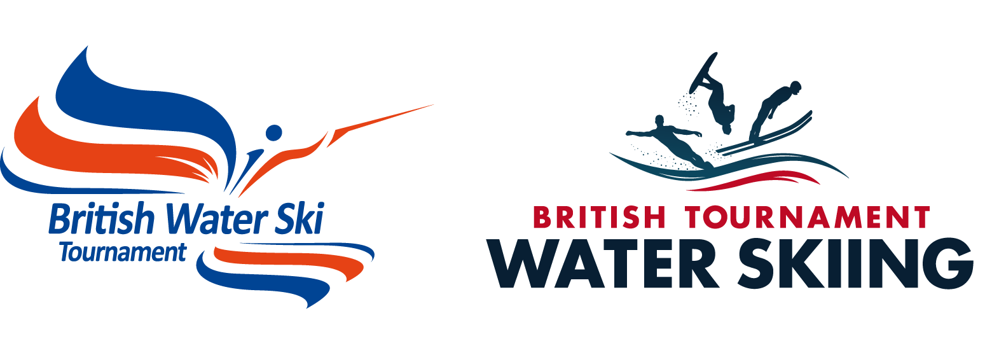 British Water Ski
Tournament
BRITISH TOURNAMENT
WATER SKIING